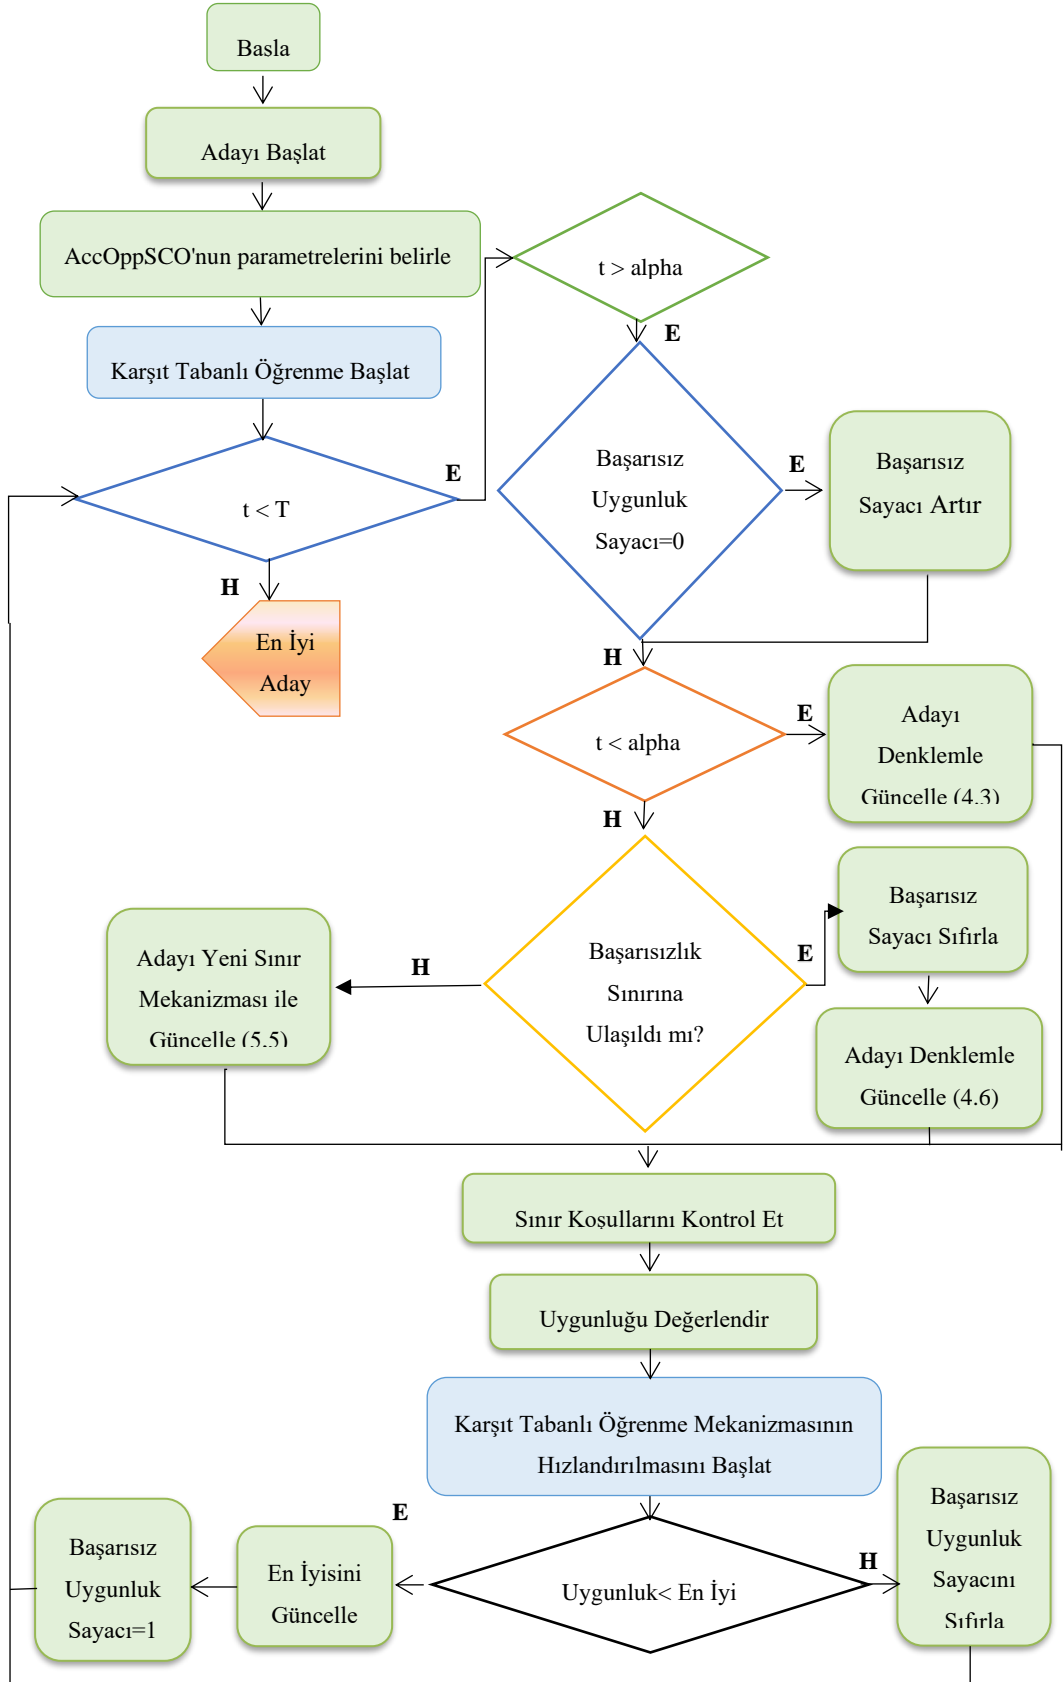 Basla
Adayı Başlat
AccOppSCO'nun parametrelerini belirle
Karşıt Tabanlı Öğrenme Başlat
t < T
E
H
En İyi
Aday
t > alpha
E
Başarısız
Uygunluk
Sayacı=0
E
Başarısız
Sayacı Artır
H
t < alpha
E
Adayı
Denklemle
Güncelle (4.3)
H
Başarısızlık
Sınırına
Ulaşıldı mı?
E
Başarısız
Sayacı Sıfırla
Adayı Denklemle
Güncelle (4.6)
H
Adayı Yeni Sınır
Mekanizması ile
Güncelle (5.5)
Sınır Koşullarını Kontrol Et
Uygunluğu Değerlendir
Karşıt Tabanlı Öğrenme Mekanizmasının
Hızlandırılmasını Başlat
Uygunluk< En İyi
E
En İyisini
Güncelle
Başarısız
Uygunluk
Sayacı=1
H
Başarısız
Uygunluk
Sayacını
Sıfırla